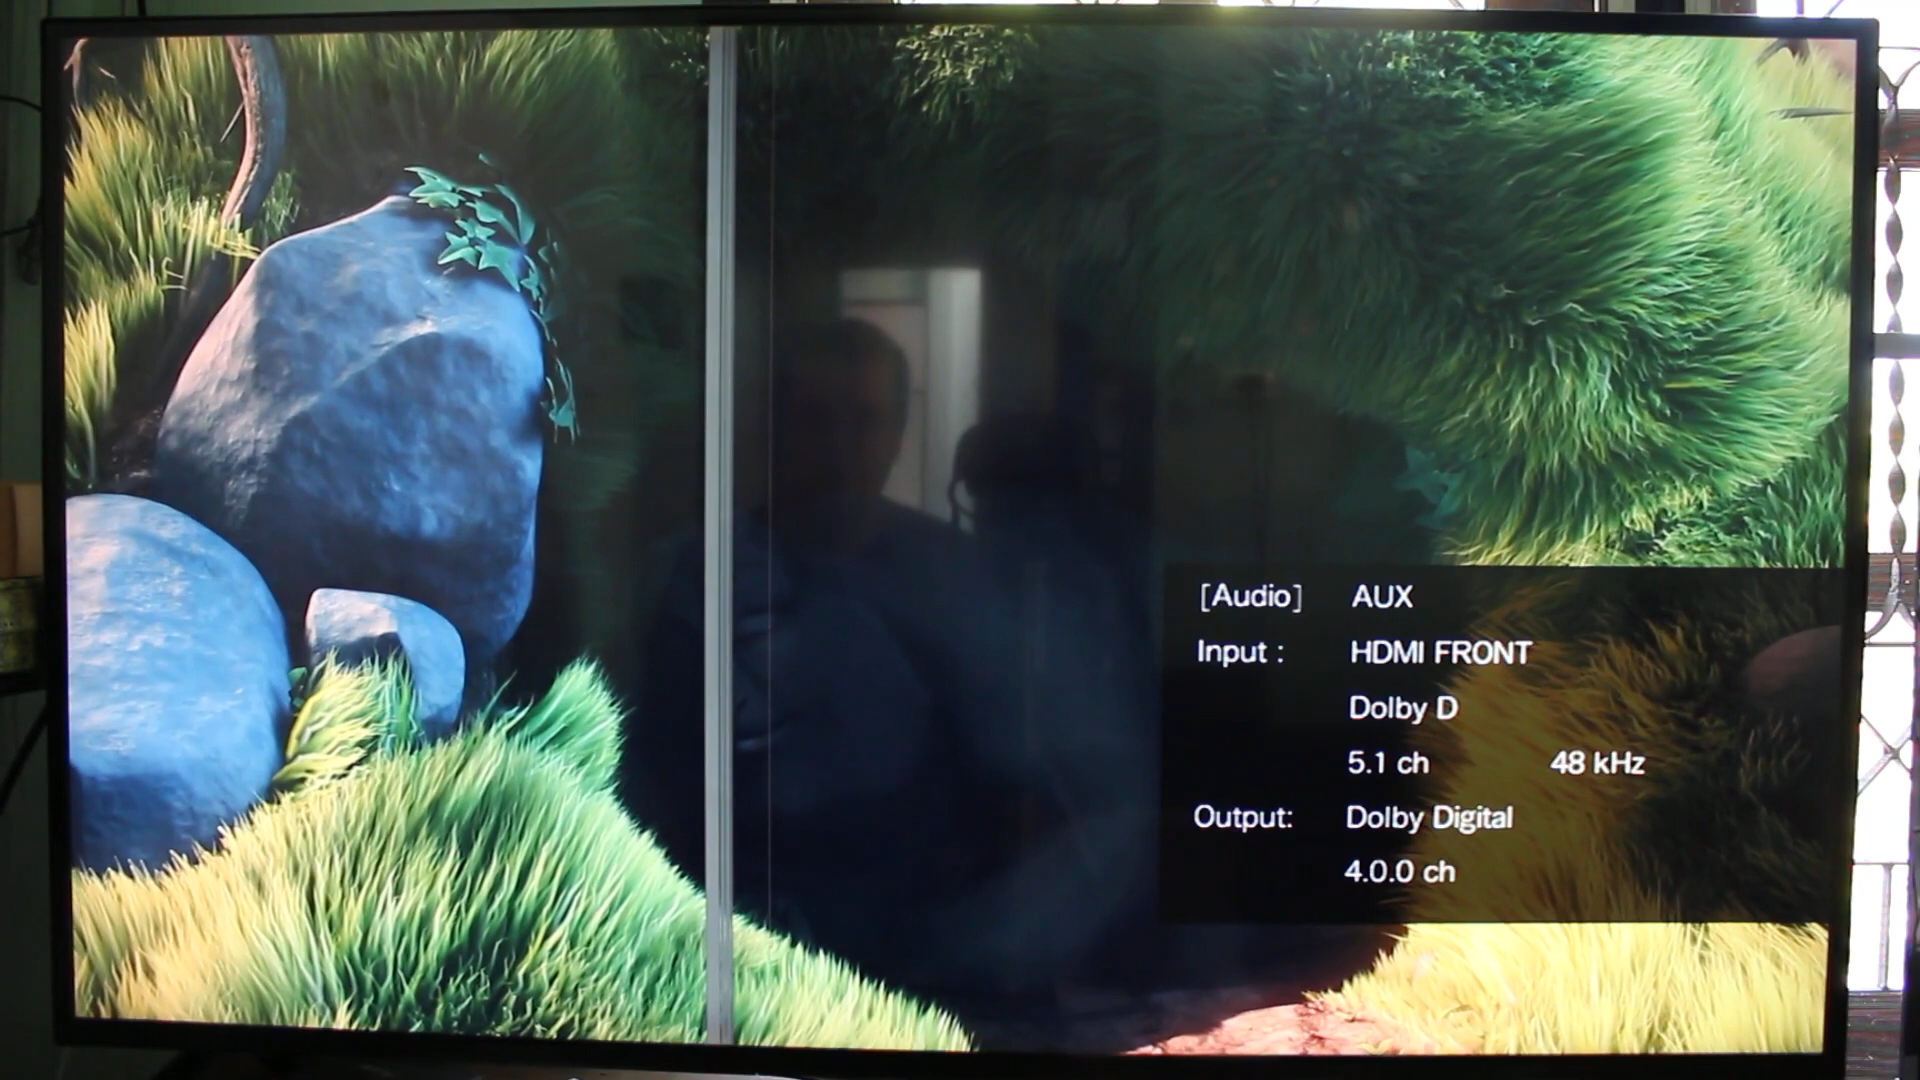 [Audio] AUX
Input : HDMI FRONT
Dolby D
5.1 ch 48 kHz
Output: Dolby Digital
4.0.0 ch